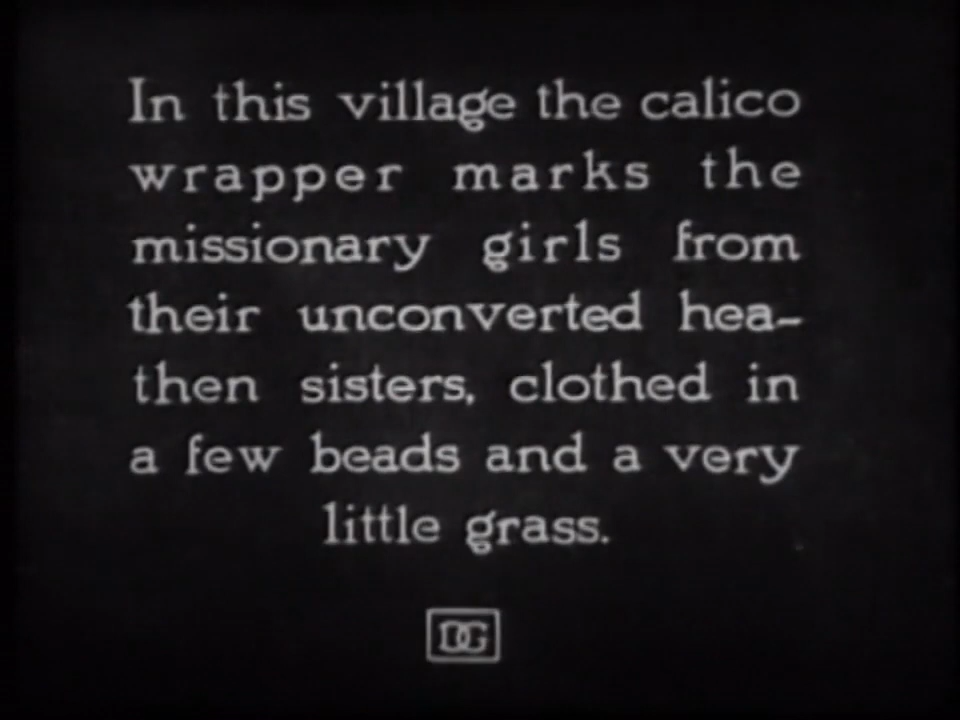 In this village the calico
wrapper marks the
missionary girls from
their unconverted hea-
then sisters, clothed in
a few beads and a very
little grass.
DG